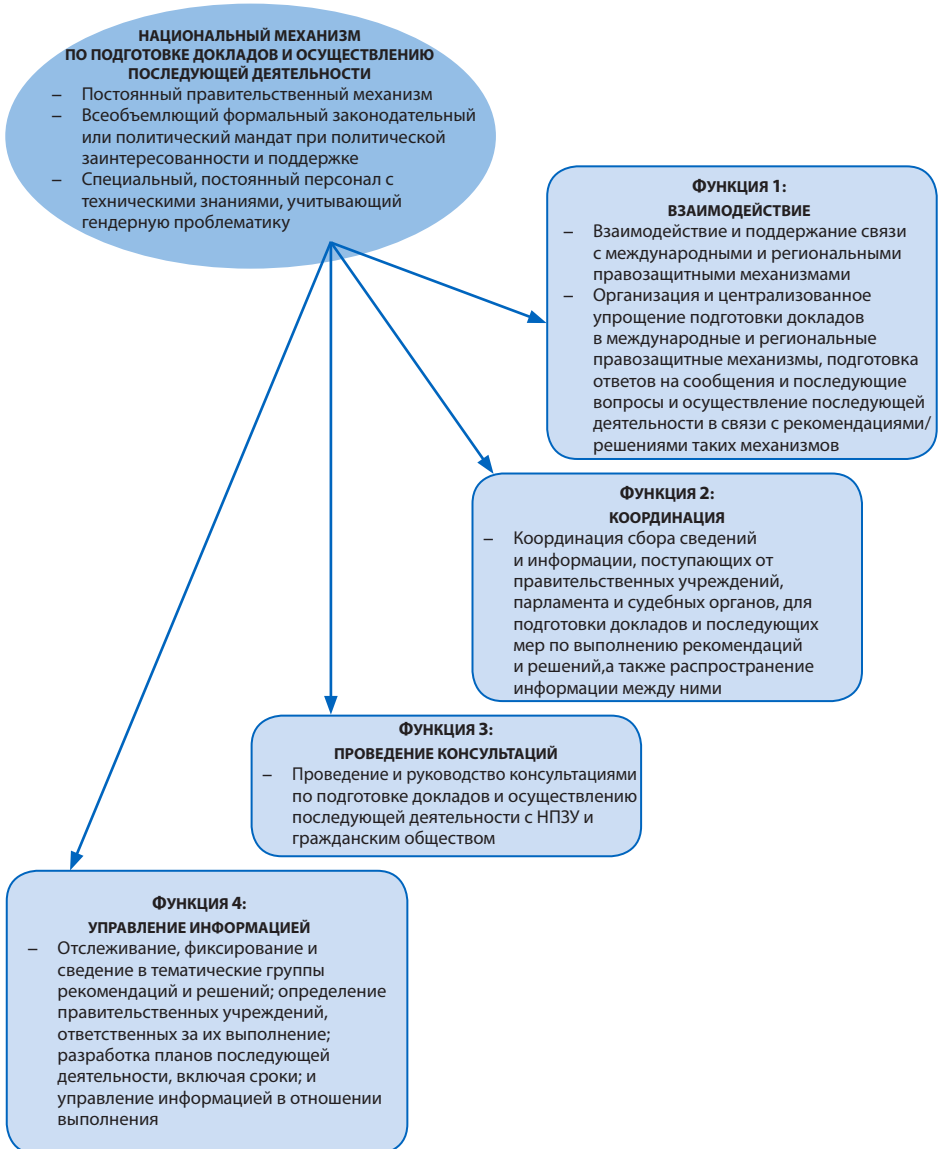 НАЦИОНАЛЬНЫЙ МЕХАНИЗМ
ПО ПОДГОТОВКЕ ДОКЛАДОВ И ОСУЩЕСТВЛЕНИЮ
ПОСЛЕДУЮЩЕЙ ДЕЯТЕЛЬНОСТИ
– Постоянный правительственный механизм
– Всеобъемлющий формальный законодательный
или политический мандат при политической
заинтересованности и поддержке
– Специальный, постоянный персонал с
техническими знаниями, учитывающий
гендерную проблематику
ФУНКЦИЯ 1:
ВЗАИМОДЕЙСТВИЕ
– Взаимодействие и поддержание связи
с международными и региональными
правозащитными механизмами
– Организация и централизованное
упрощение подготовки докладов
в международные и региональные
правозащитные механизмы, подготовка
ответов на сообщения и последующие
вопросы и осуществление последующей
деятельности в связи с рекомендациями/
решениями таких механизмов
ФУНКЦИЯ 2:
КООРДИНАЦИЯ
– Координация сбора сведений
и информации, поступающих от
правительственных учреждений,
парламента и судебных органов, для
подготовки докладов и последующих
мер по выполнению рекомендаций
и решений,а также распространение
информации между ними
ФУНКЦИЯ 3:
ПРОВЕДЕНИЕ КОНСУЛЬТАЦИЙ
– Проведение и руководство консультациями
по подготовке докладов и осуществлению
последующей деятельности с НПЗУ и
гражданским обществом
ФУНКЦИЯ 4:
УПРАВЛЕНИЕ ИНФОРМАЦИЕЙ
– Отслеживание, фиксирование и
сведение в тематические группы
рекомендаций и решений; определение
правительственных учреждений,
ответственных за их выполнение;
разработка планов последующей
деятельности, включая сроки; и
управление информацией в отношении
выполнения